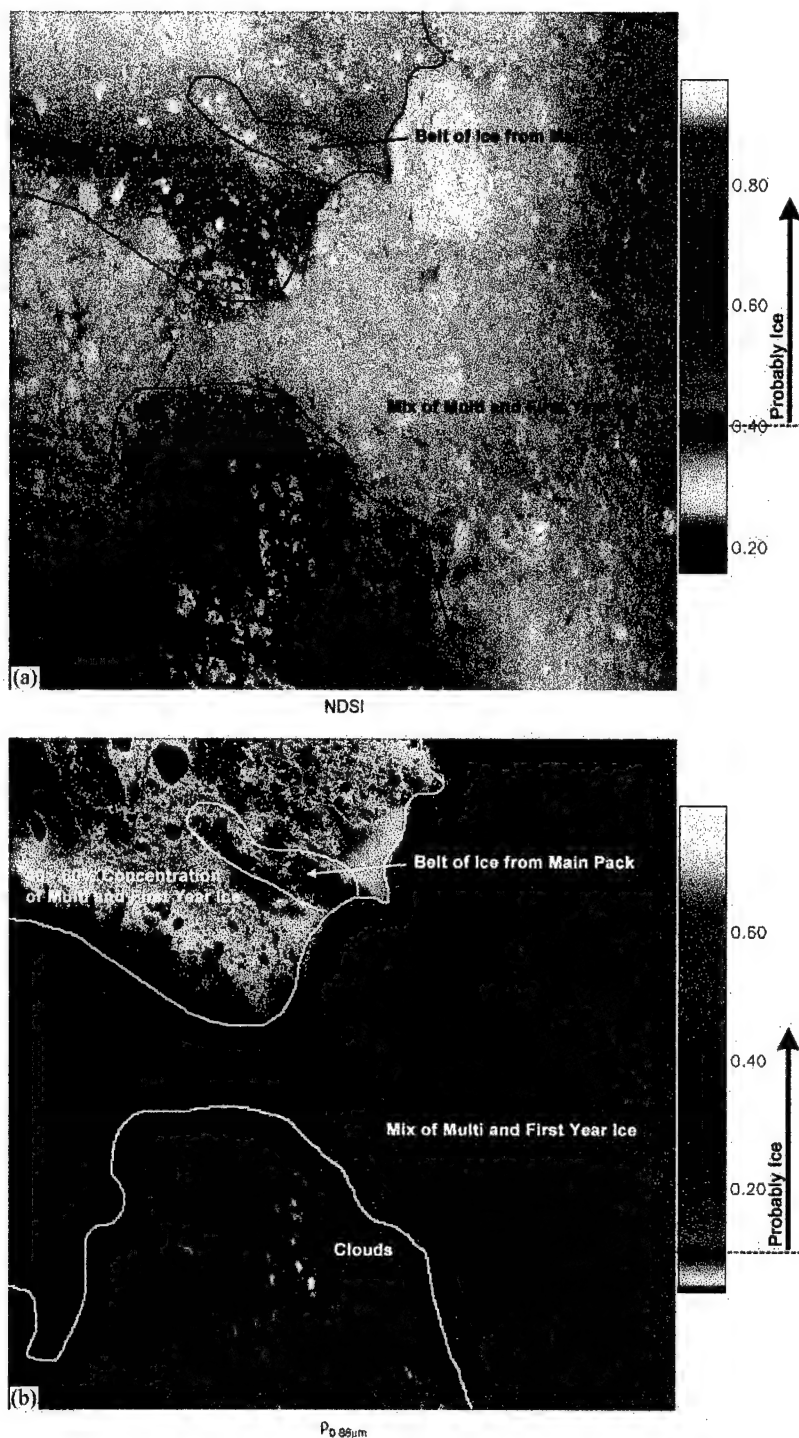 Belt of Ice from
0.80
0.60
0.40
0.20
Probably Ice
Mix of Multi and First Year
(a)
NDSI
60% Concentration
of Multi and First Year Ice
Belt of Ice from Main Pack
0.60
0.40
0.20
Probably Ice
Mix of Multi and First Year Ice
Clouds
(b)
ρ0.86μm